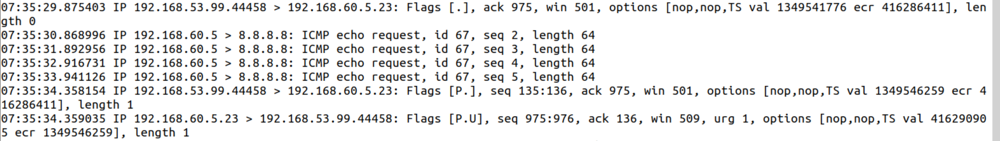 07:35:29.875403 IP 192.168.53.99.44458 > 192.168.60.5.23: Flags [.], ack 975, win 501, options [nop,nop,TS val 1349541776 ecr 416286411], len
gth 0
07:35:30.868996 IP 192.168.60.5 > 8.8.8.8: ICMP echo request, id 67, seq 2, length 64
07:35:31.892956 IP 192.168.60.5 > 8.8.8.8: ICMP echo request, id 67, seq 3, length 64
07:35:32.916731 IP 192.168.60.5 > 8.8.8.8: ICMP echo request, id 67, seq 4, length 64
07:35:33.941126 IP 192.168.60.5 > 8.8.8.8: ICMP echo request, id 67, seq 5, length 64
07:35:34.358154 IP 192.168.53.99.44458 > 192.168.60.5.23: Flags [P.], seq 135:136, ack 975, win 501, options [nop,nop,TS val 1349546259 ecr 4
16286411], length 1
07:35:34.359035 IP 192.168.60.5.23 > 192.168.53.99.44458: Flags [P.U], seq 975:976, ack 136, win 509, urg 1, options [nop,nop,TS val 41629090
5 ecr 1349546259], length 1